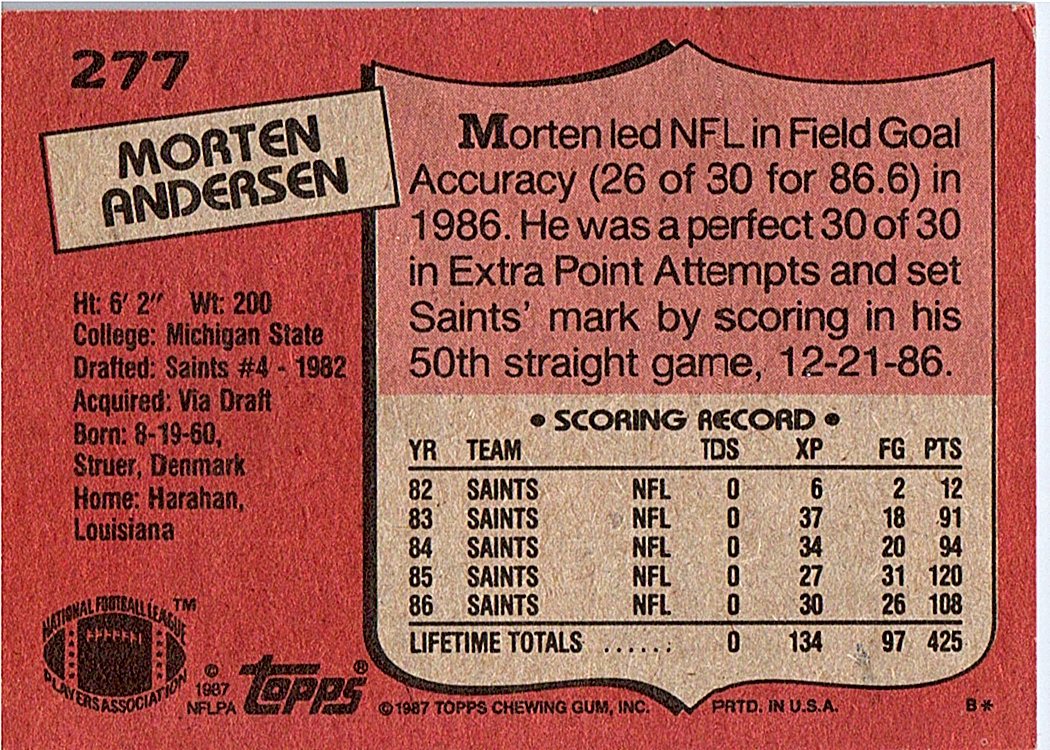 277
MORTEN
ANDERSEN
Morten led NFL in Field Goal
Accuracy (26 of 30 for 86.6) in
1986. He was a perfect 30 of 30
in Extra Point Attempts and set
Saints' mark by scoring in his
50th straight game, 12-21-86.
Ht: 6' 2" Wt: 200
College: Michigan State
Drafted: Saints #4 - 1982
Acquired: Via Draft
Born: 8-19-60,
Struer, Denmark
Home: Harahan,
Louisiana
• SCORING RECORD •
YR TEAM TDS XP FG PTS
82 SAINTS NFL 0 6 2 12
83 SAINTS NFL 0 37 18 91
84 SAINTS NFL 0 34 20 94
85 SAINTS NFL 0 27 31 120
86 SAINTS NFL 0 30 26 108
LIFETIME TOTALS ...... 0 134 97 425
NATIONAL FOOTBALL LEAGUE ™
PLAYERS ASSOCIATION
© 1987
NFLPA
topps ®
©1987 TOPPS CHEWING GUM, INC. PRTD. IN U.S.A. B*